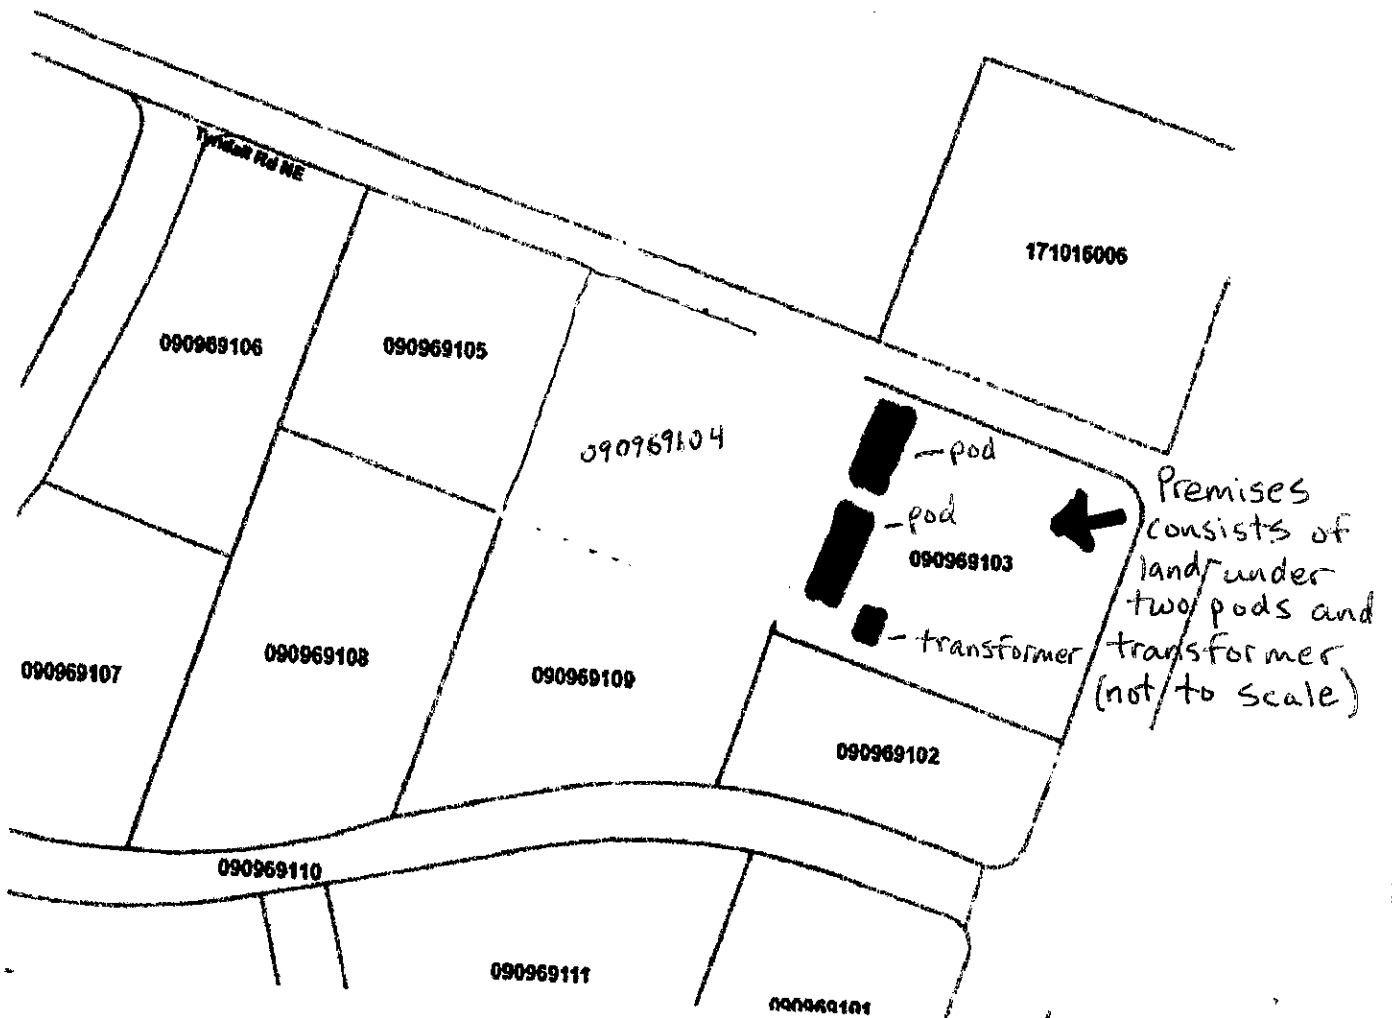 Tyndall Rd NE
171015006
090969106
090969105
090969104
pod
pod
090969103
Premises
consists of
land under
two pods and
transformer
(not to scale)
transformer
090969107
090969108
090969109
090969102
090969110
090969111
090969101